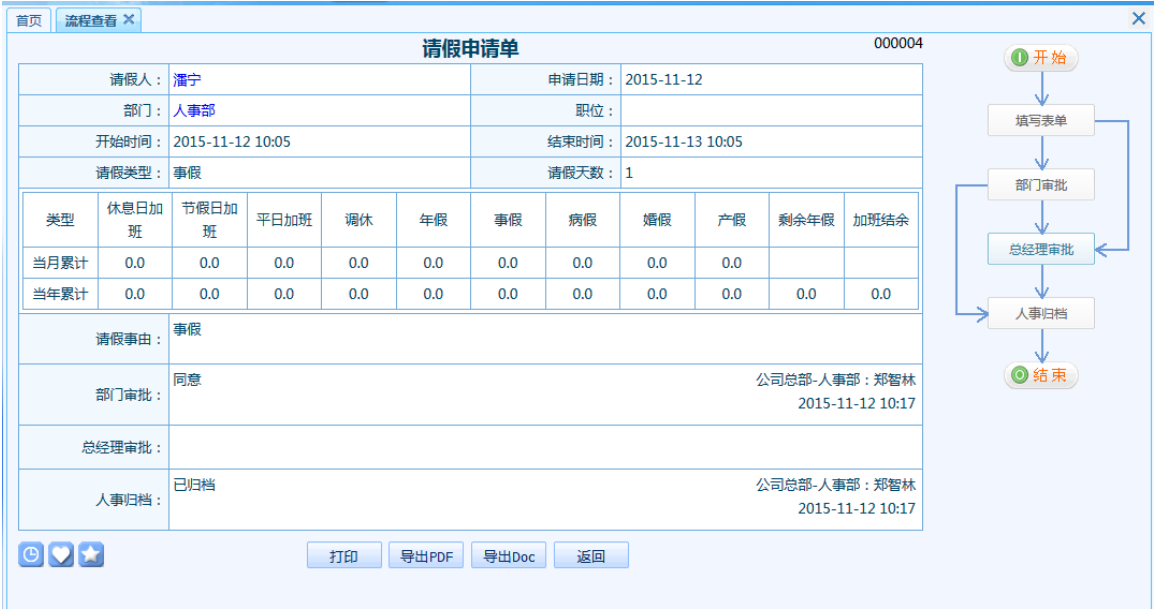 首页 流程查看
请假申请单 000004
请假人： 潘宁 申请日期： 2015-11-12
部门： 人事部 职位：
开始时间： 2015-11-12 10:05 结束时间： 2015-11-13 10:05
请假类型： 事假 请假天数： 1
类型 休息日加班 节假日加班 平日加班 调休 年假 事假 病假 婚假 产假 剩余年假 加班结余
当月累计 0.0 0.0 0.0 0.0 0.0 0.0 0.0 0.0 0.0
当年累计 0.0 0.0 0.0 0.0 0.0 0.0 0.0 0.0 0.0 0.0 0.0
请假事由： 事假
部门审批： 同意 公司总部-人事部：郑智林
2015-11-12 10:17
总经理审批：
人事归档： 已归档 公司总部-人事部：郑智林
2015-11-12 10:17
打印 导出PDF 导出Doc 返回
开始
填写表单
部门审批
总经理审批
人事归档
结束